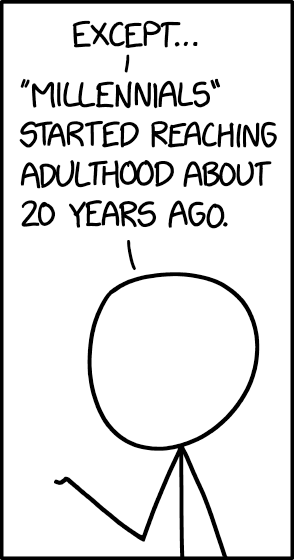 EXCEPT...
"MILLENNIALS"
STARTED REACHING
ADULTHOOD ABOUT
20 YEARS AGO.